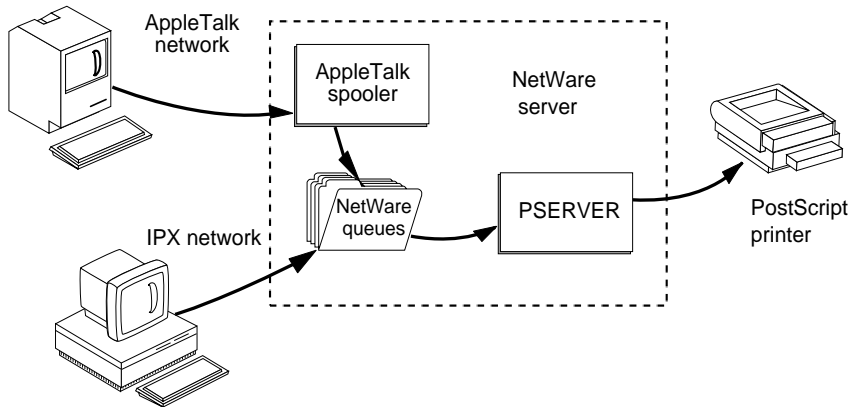 AppleTalk
network
AppleTalk
spooler
NetWare
server
NetWare
queues
PSERVER
PostScript
printer
IPX network